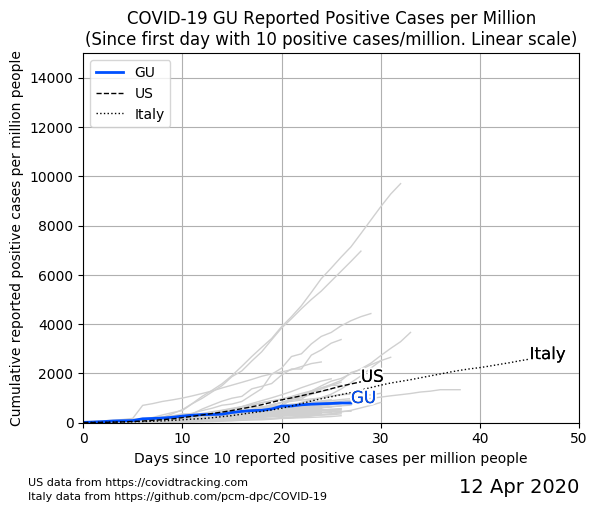 COVID-19 GU Reported Positive Cases per Million
(Since first day with 10 positive cases/million. Linear scale)
Cumulative reported positive cases per million people
14000
12000
10000
8000
6000
4000
2000
0
GU
US
Italy
Italy
US
GU
0 10 20 30 40 50
Days since 10 reported positive cases per million people
US data from https://covidtracking.com
Italy data from https://github.com/pcm-dpc/COVID-19
12 Apr 2020